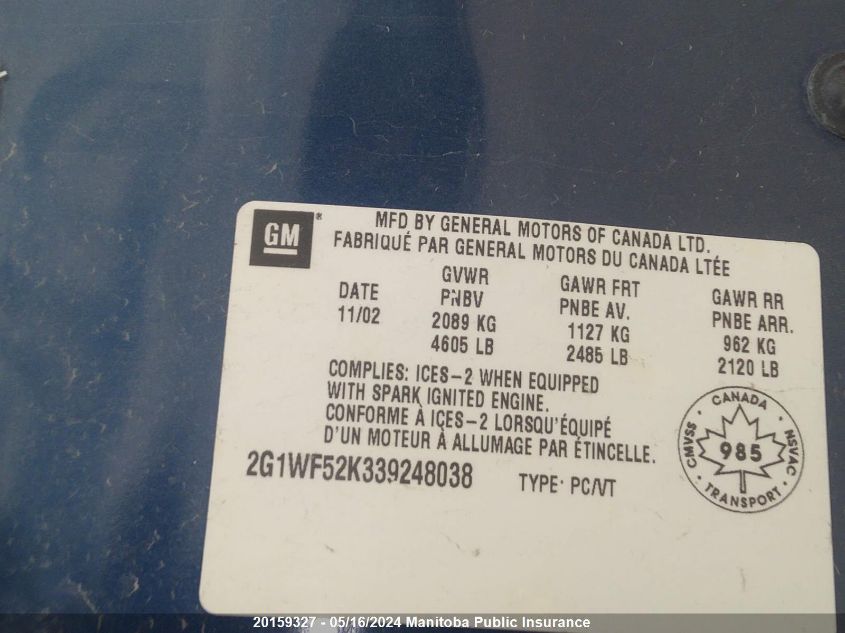 GM ®
MFD BY GENERAL MOTORS OF CANADA LTD.
FABRIQUÉ PAR GENERAL MOTORS DU CANADA LTÉE
DATE
11/02
GVWR
PNBV
2089 KG
4605 LB
GAWR FRT
PNBE AV.
1127 KG
2485 LB
GAWR RR
PNBE ARR.
962 KG
2120 LB
COMPLIES: ICES-2 WHEN EQUIPPED
WITH SPARK IGNITED ENGINE.
CONFORME À ICES-2 LORSQU'ÉQUIPÉ
D'UN MOTEUR À ALLUMAGE PAR ÉTINCELLE.
2G1WF52K339248038
TYPE: PC/VT
CANADA
CMVSS
985
NSVAC
TRANSPORT
20159327 - 05/16/2024 Manitoba Public Insurance